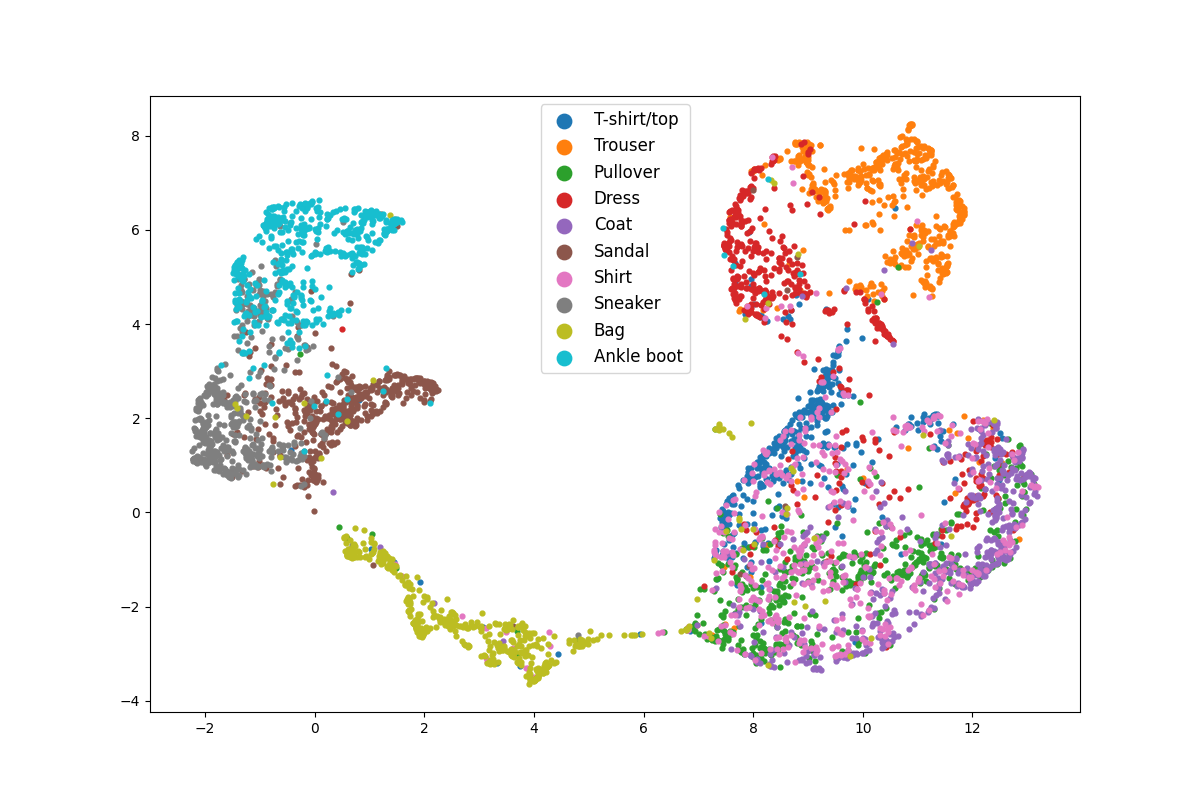 T-shirt/top
Trouser
Pullover
Dress
Coat
Sandal
Shirt
Sneaker
Bag
Ankle boot
8
6
4
2
0
−2
−4
−2 0 2 4 6 8 10 12